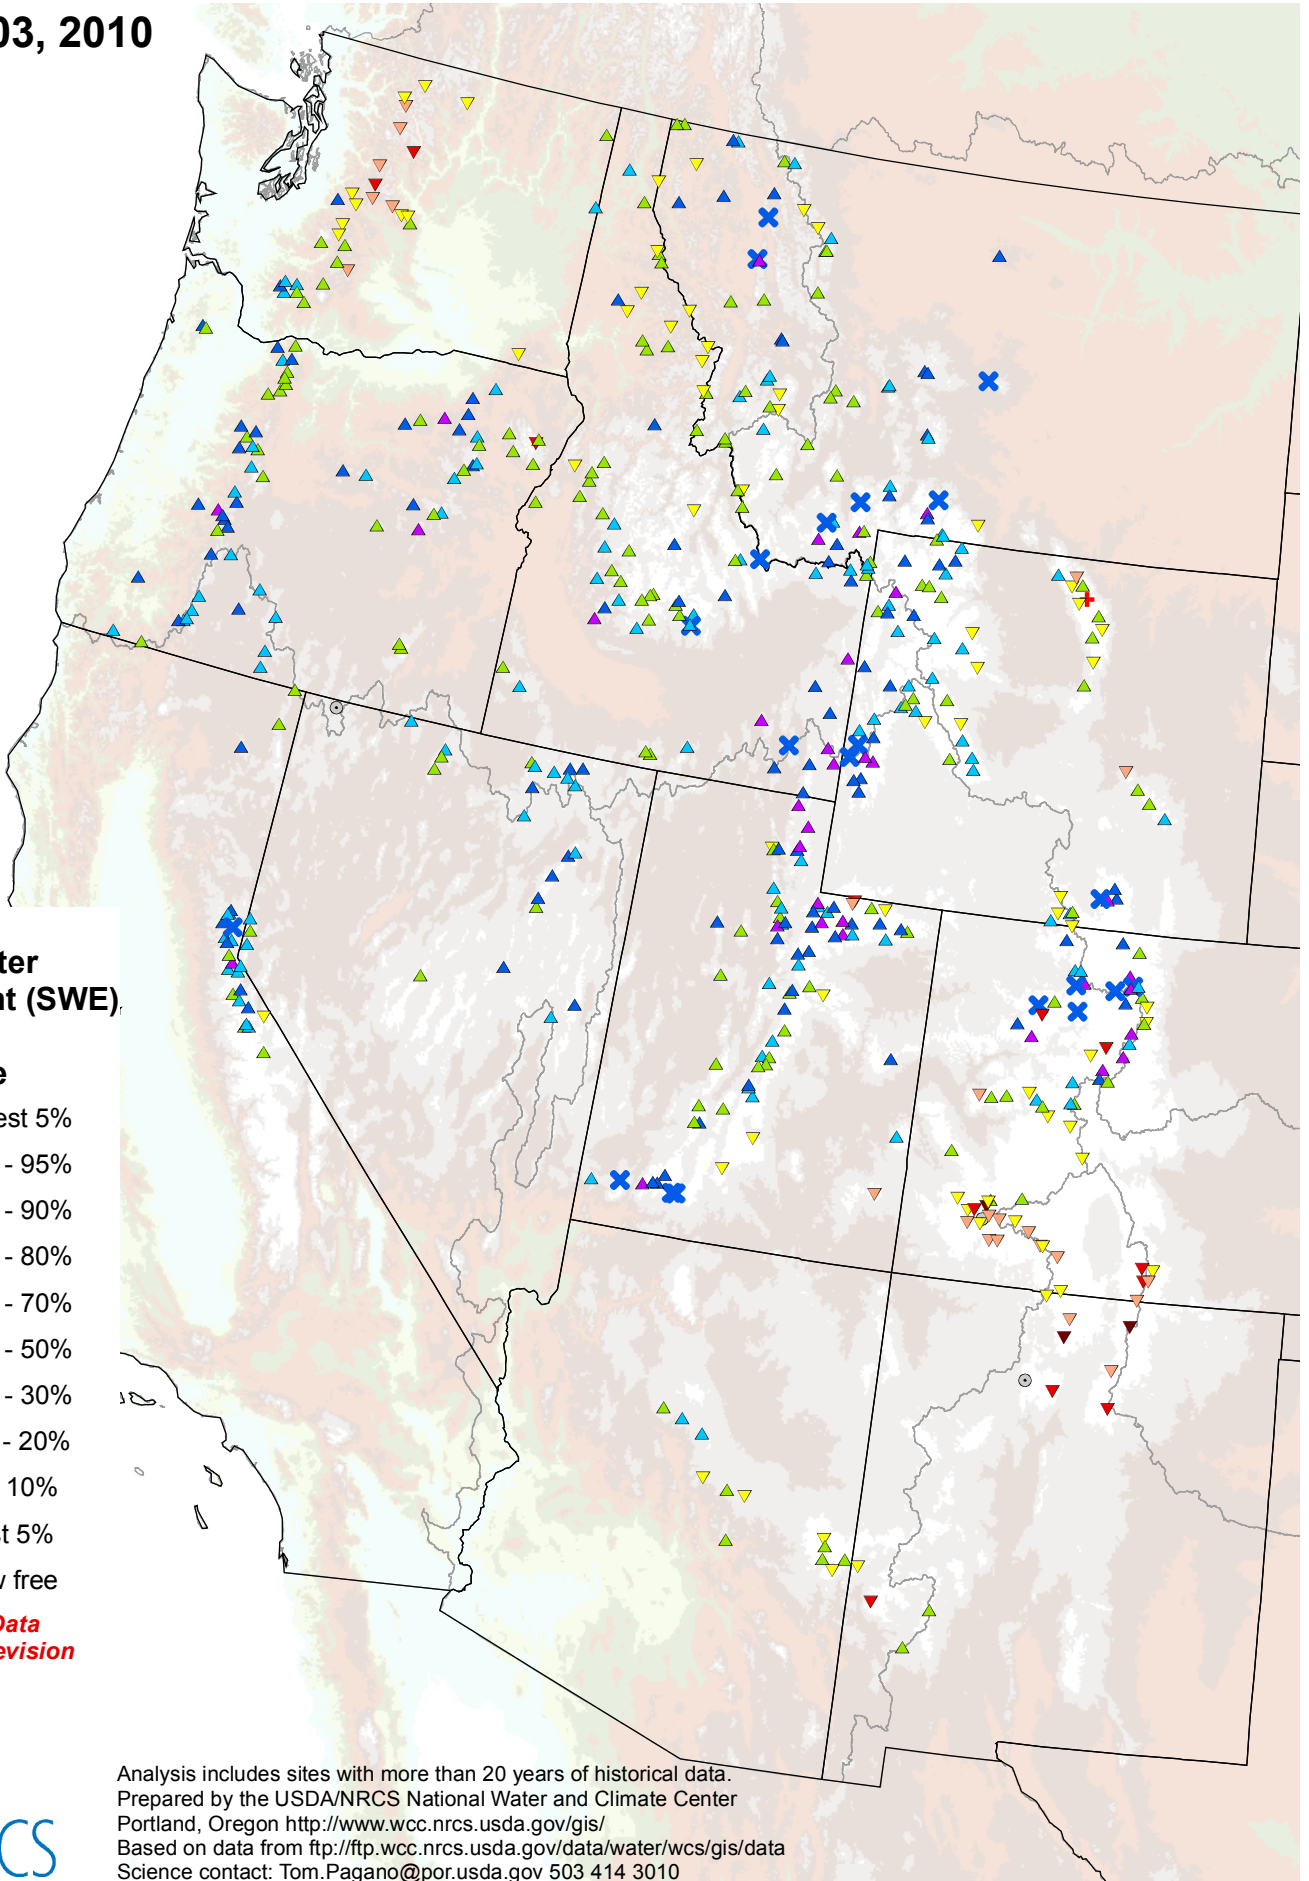 03, 2010
ter
nt (SWE)
e
est 5%
- 95%
- 90%
- 80%
- 70%
- 50%
- 30%
- 20%
10%
st 5%
v free
Data
evision
Analysis includes sites with more than 20 years of historical data.
Prepared by the USDA/NRCS National Water and Climate Center
Portland, Oregon http://www.wcc.nrcs.usda.gov/gis/
Based on data from ftp://ftp.wcc.nrcs.usda.gov/data/water/wcs/gis/data
Science contact: Tom.Pagano@por.usda.gov 503 414 3010
CS